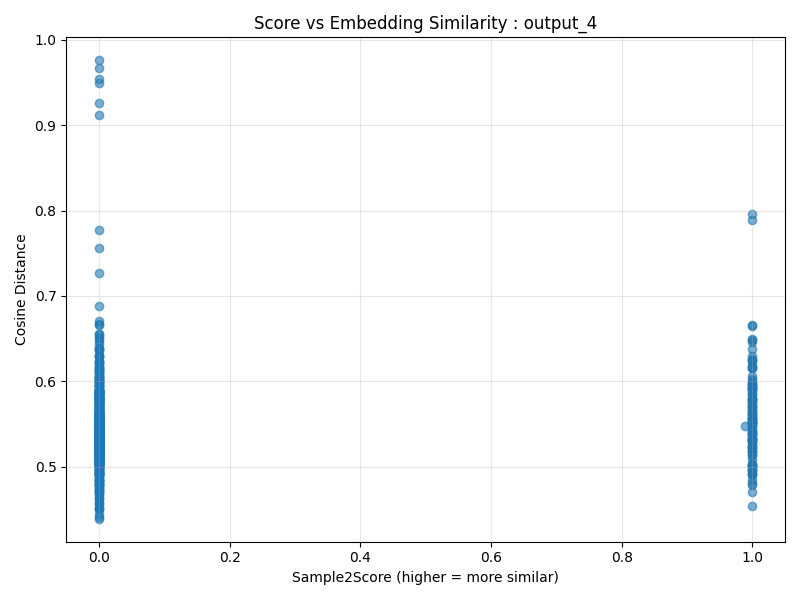 Score vs Embedding Similarity : output_4
1.0
0.9
0.8
0.7
0.6
0.5
Cosine Distance
0.0 0.2 0.4 0.6 0.8 1.0
Sample2Score (higher = more similar)